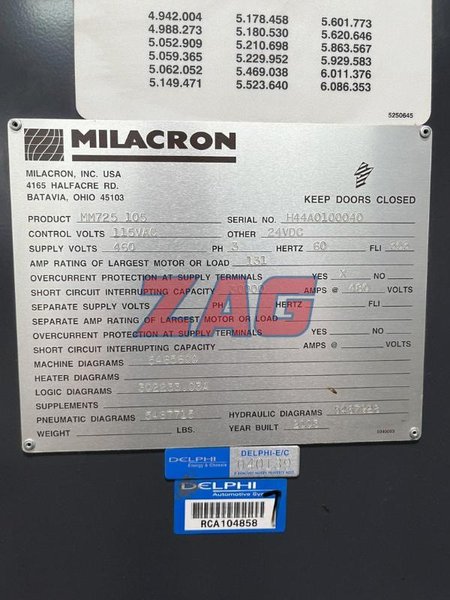 4.942.004 5.178.458 5.601.773
4.988.273 5.180.530 5.620.646
5.052.909 5.210.698 5.863.567
5.059.365 5.229.952 5.929.583
5.062.052 5.469.038 6.011.376
5.149.471 5.523.640 6.086.353
5250645
MILACRON
MILACRON, INC. USA
4165 HALFACRE RD.
BATAVIA, OHIO 45103
KEEP DOORS CLOSED
PRODUCT MM725 105 SERIAL NO. H44A0100040
CONTROL VOLTS 115VAC OTHER 24VDC
SUPPLY VOLTS 460 PH 3 HERTZ 60 FLI
AMP RATING OF LARGEST MOTOR OR LOAD 131
OVERCURRENT PROTECTION AT SUPPLY TERMINALS YES X NO
SHORT CIRCUIT INTERRUPTING CAPACITY AMPS @ 480 VOLTS
SEPARATE SUPPLY VOLTS PH HERTZ FLI
SEPARATE AMP RATING OF LARGEST MOTOR OR LOAD
OVERCURRENT PROTECTION AT SUPPLY TERMINALS YES NO
SHORT CIRCUIT INTERRUPTING CAPACITY AMPS @ VOLTS
ZAG
MACHINE DIAGRAMS
HEATER DIAGRAMS
LOGIC DIAGRAMS
SUPPLEMENTS
PNEUMATIC DIAGRAMS 5487715 HYDRAULIC DIAGRAMS
WEIGHT LBS. YEAR BUILT 2003
DELPHI
Energy & Chassis
DELPHI-E/C
040139
DELPHI
Automotive
RCA104858